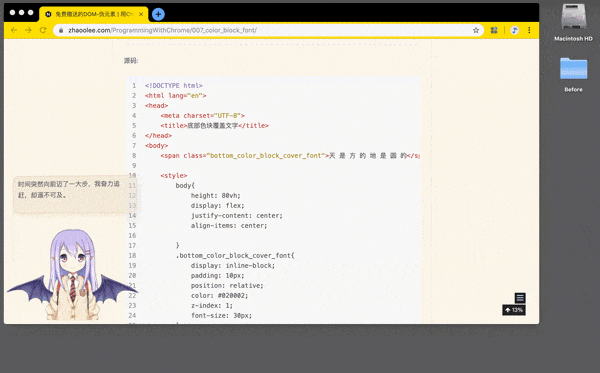 免费赠送的DOM-伪元素 | 用C
zhaoolee.com/ProgrammingWithChrome/007_color_block_font/
Macintosh HD
Before
源码:
1 <!DOCTYPE html>
2 <html lang="en">
3 <head>
4 <meta charset="UTF-8">
5 <title>底部色块覆盖文字</title>
6 </head>
7 <body>
8 <span class="bottom_color_block_cover_font">天 是 方 的 地 是 圆 的</sp
9
10 <style>
11 body{
12 height: 80vh;
13 display: flex;
14 justify-content: center;
15 align-items: center;
16
17 }
18 .bottom_color_block_cover_font{
19 display: inline-block;
20 padding: 10px;
21 position: relative;
22 color: #020002;
23 z-index: 1;
24 font-size: 30px;
时间突然向前迈了一大步，我奋力追
赶，却遥不可及。
13%